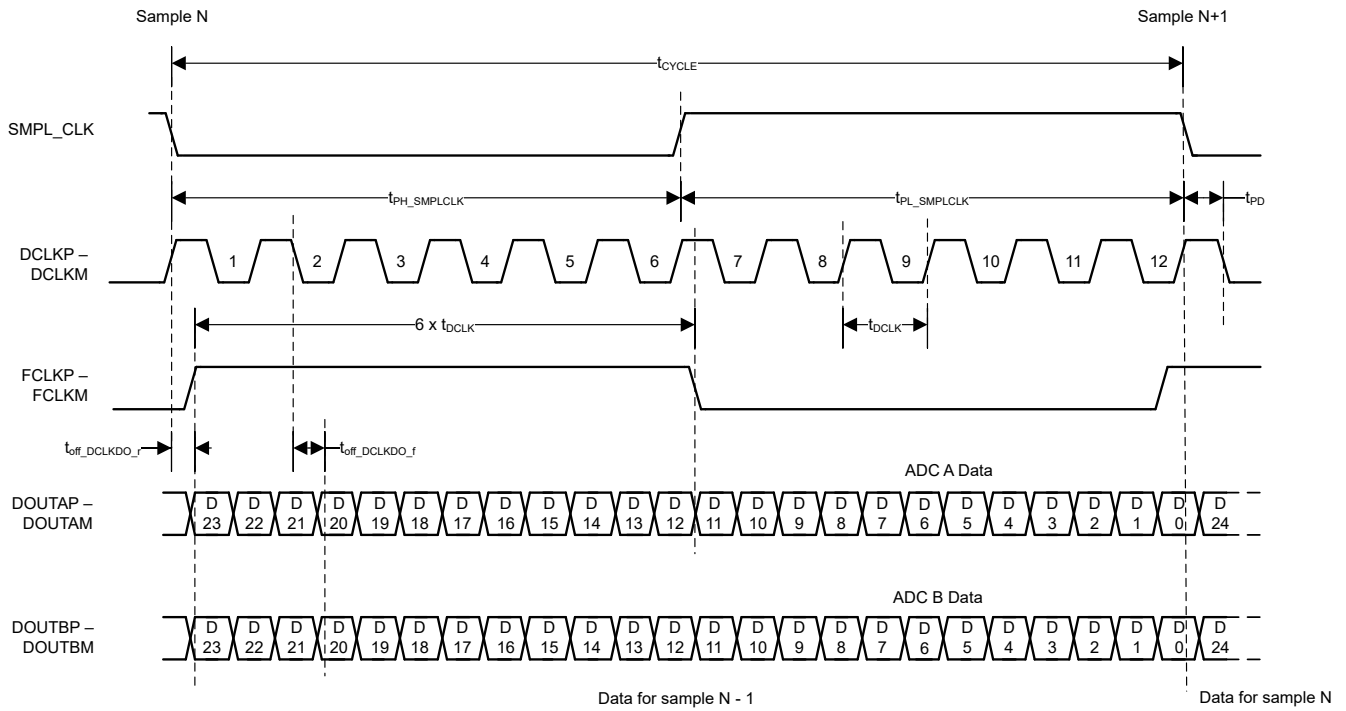 Sample N
Sample N+1
tCYCLE
SMPL_CLK
tPH_SMPLCLK
tPL_SMPLCLK
tPD
DCLKP –
DCLKM
1 2 3 4 5 6 7 8 9 10 11 12
6 x tDCLK
tDCLK
FCLKP –
FCLKM
toff_DCLKDO_r
toff_DCLKDO_f
ADC A Data
DOUTAP –
DOUTAM
D D D D D D D D D D D D D D D D D D D D D D D D D
23 22 21 20 19 18 17 16 15 14 13 12 11 10 9 8 7 6 5 4 3 2 1 0 24
ADC B Data
DOUTBP –
DOUTBM
D D D D D D D D D D D D D D D D D D D D D D D D D
23 22 21 20 19 18 17 16 15 14 13 12 11 10 9 8 7 6 5 4 3 2 1 0 24
Data for sample N - 1
Data for sample N